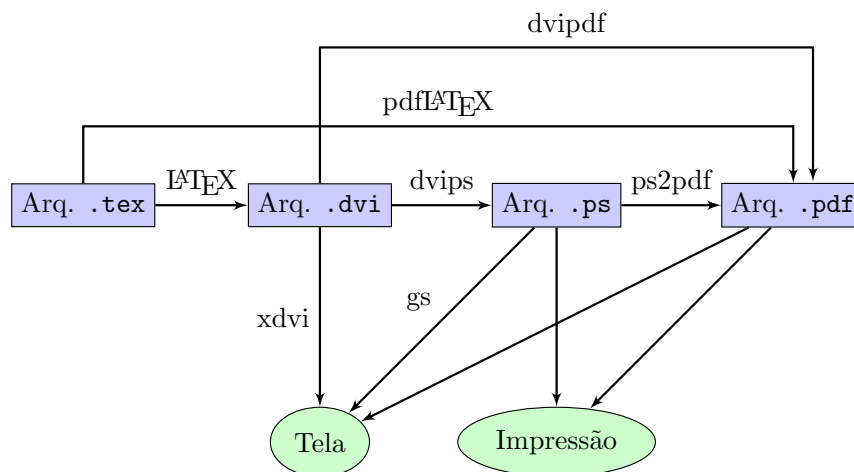 dvipdf
pdfLATEX
LATEX
dvips
ps2pdf
Arq. .tex
Arq. .dvi
Arq. .ps
Arq. .pdf
xdvi
gs
Tela
Impressão